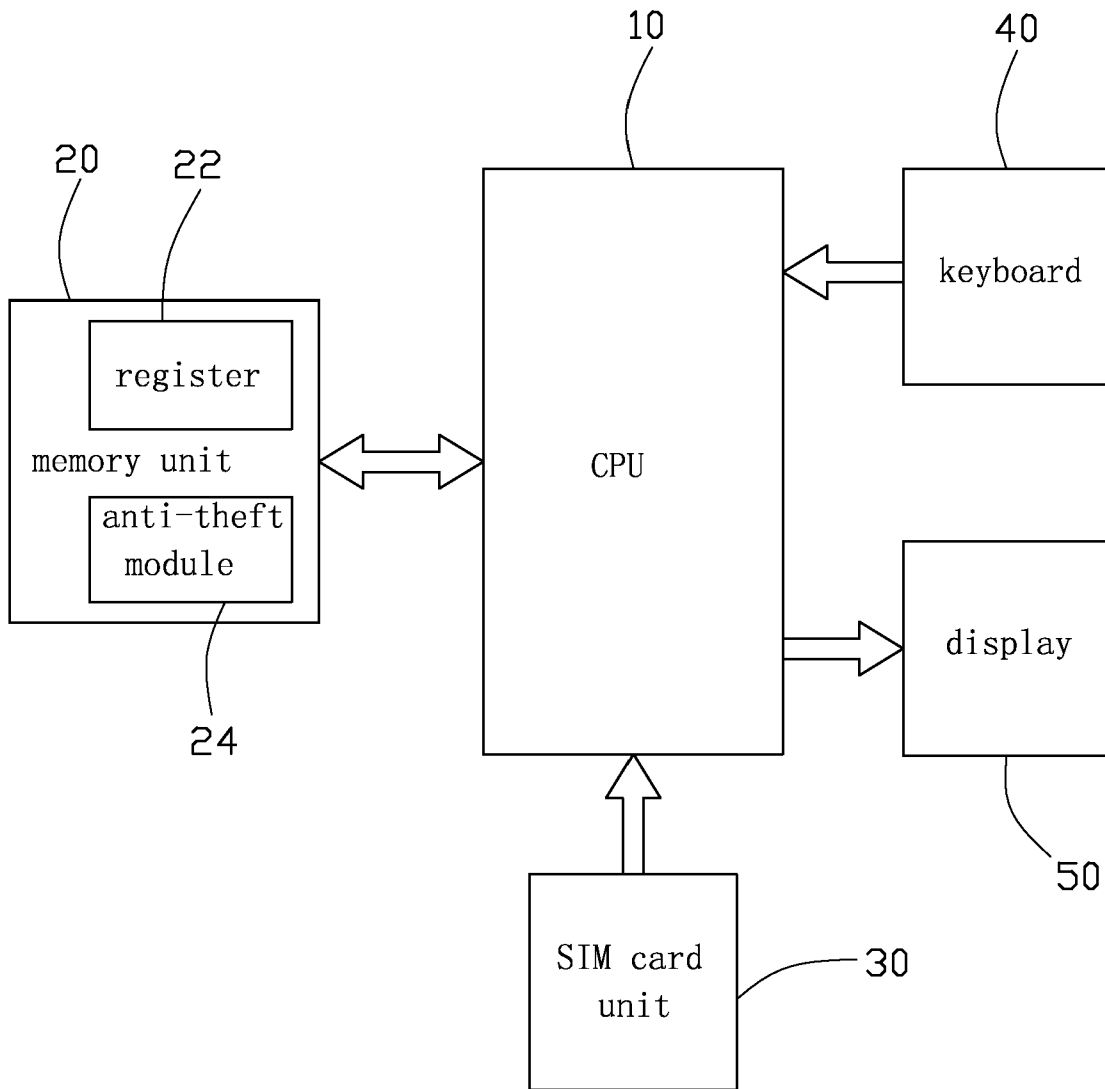 10
40
20
22
keyboard
register
memory unit
CPU
anti-theft
module
display
24
50
SIM card
unit
30